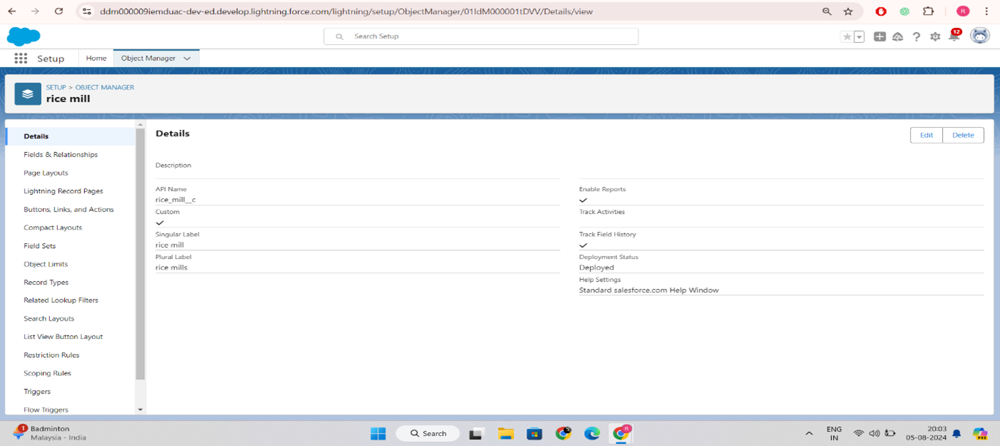 ddm000009iemduac-dev-ed.develop.lightning.force.com/lightning/setup/ObjectManager/01IdM000001tDVV/Details/view
R
Search Setup
12
Setup
Home
Object Manager
SETUP > OBJECT MANAGER
rice mill
Details
Fields & Relationships
Page Layouts
Lightning Record Pages
Buttons, Links, and Actions
Compact Layouts
Field Sets
Object Limits
Record Types
Related Lookup Filters
Search Layouts
List View Button Layout
Restriction Rules
Scoping Rules
Triggers
Flow Triggers
Details
Edit
Delete
Description
API Name
rice_mill__c
Custom
Singular Label
rice mill
Plural Label
rice mills
Enable Reports
Track Activities
Track Field History
Deployment Status
Deployed
Help Settings
Standard salesforce.com Help Window
1
Badminton
Malaysia - India
Search
R
ENG
IN
20:03
05-08-2024
PRE